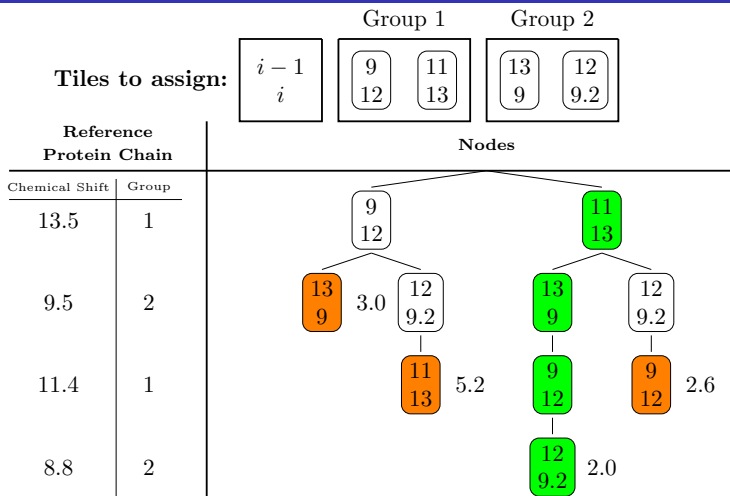 Group 1 Group 2
Tiles to assign: i − 1 9 11 13 12
i 12 13 9 9.2
Reference
Protein Chain
Nodes
Chemical Shift Group
13.5 1
9 11
12 13
9.5 2
13 3.0 12 13 12
9 9.2 9 9.2
11.4 1
11 5.2 9 9 2.6
13 12 12
8.8 2
12 2.0
9.2